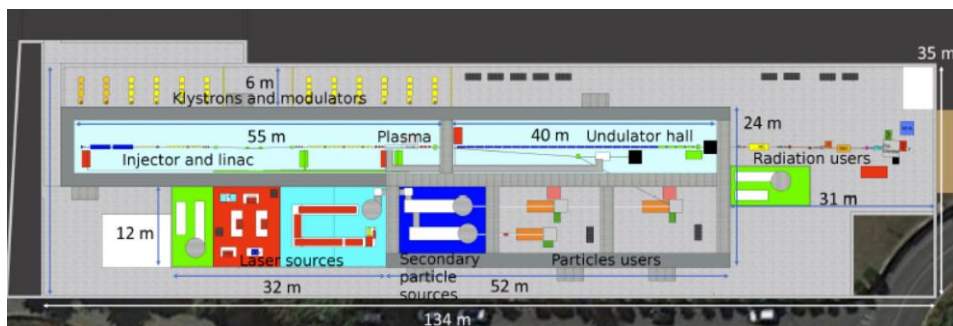 35 m
6 m
Klystrons and modulators
24 m
55 m
Plasma
40 m
Undulator hall
Injector and linac
Radiation users
31 m
12 m
Laser sources
Secondary
particle
sources
Particles users
32 m
52 m
134 m